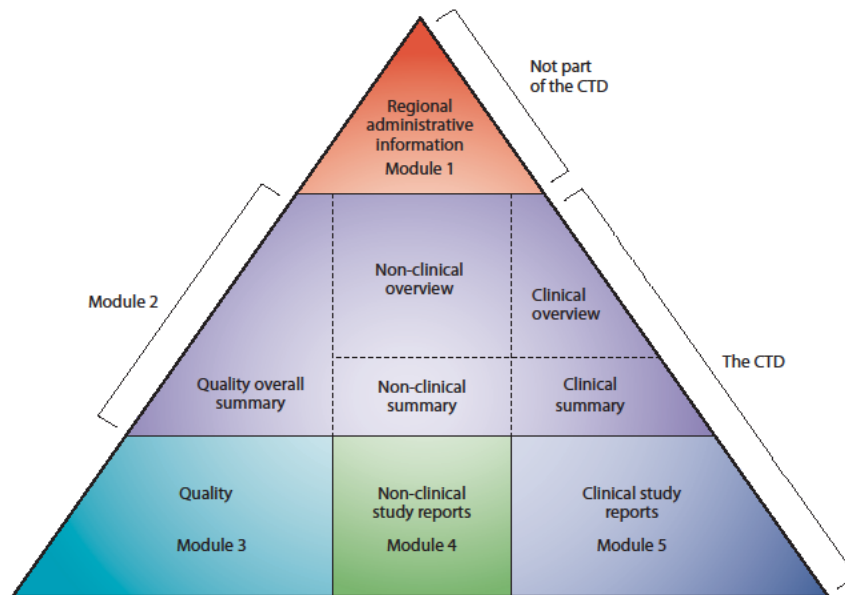 Not part
of the CTD
Regional
administrative
information
Module 1
Module 2
Non-clinical
overview
Clinical
overview
The CTD
Quality overall
summary
Non-clinical
summary
Clinical
summary
Quality
Module 3
Non-clinical
study reports
Module 4
Clinical study
reports
Module 5